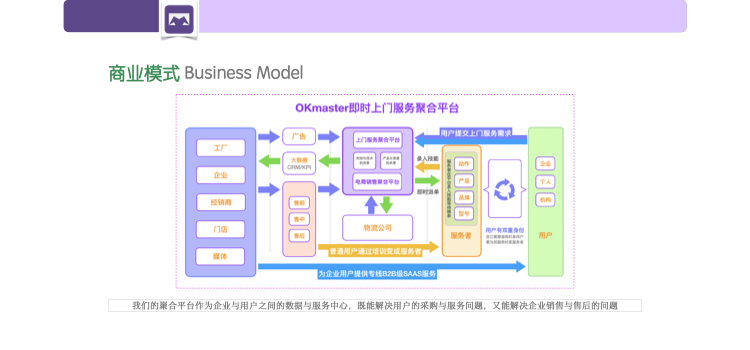 商业模式 Business Model
OKmaster即时上门服务聚合平台
工厂
企业
经销商
门店
媒体
广告
大数据
CRM/KPI
售前
售中
售后
上门服务聚合平台
电商销售聚合平台
物流公司
用户提交上门服务需求
录入技能
即时派单
动作
产品
品牌
型号
服务者
用户有双重身份
企业
个人
机构
用户
普通用户通过培训变成服务者
为企业用户提供专线B2B级SAAS服务
我们的聚合平台作为企业与用户之间的数据与服务中心，既能解决用户的采购与服务问题，又能解决企业销售与售后的问题